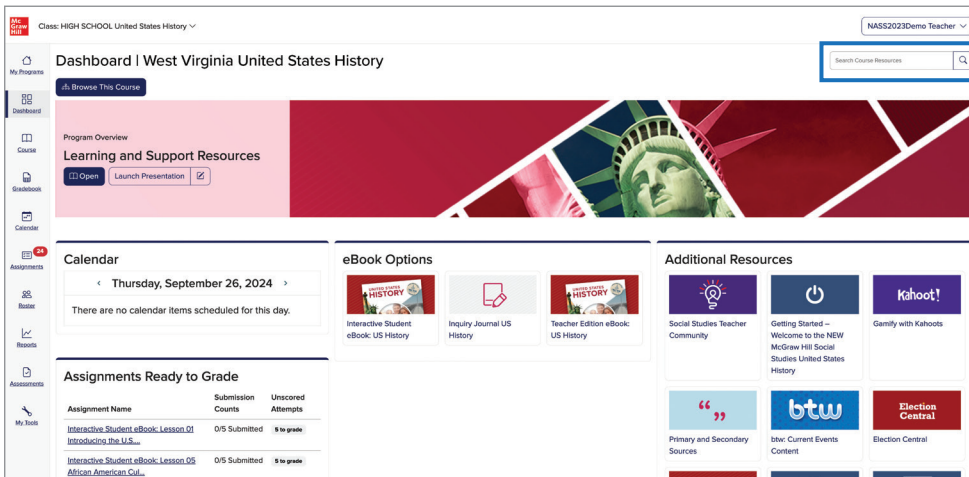 Mc
Graw
Hill
Class: HIGH SCHOOL United States History
NASS2023Demo Teacher
My Programs
Dashboard
Course
Gradebook
Calendar
24
Assignments
Roster
Reports
Assessments
My Tools
Dashboard | West Virginia United States History
Search Course Resources
Browse This Course
Program Overview
Learning and Support Resources
Open
Launch Presentation
Calendar
‹ Thursday, September 26, 2024 ›
There are no calendar items scheduled for this day.
Assignments Ready to Grade
Assignment Name
Submission
Counts
Unscored
Attempts
Interactive Student eBook: Lesson 01
Introducing the U.S....
0/5 Submitted
5 to grade
Interactive Student eBook: Lesson 05
African American Cul...
0/5 Submitted
5 to grade
eBook Options
UNITED STATES
HISTORY
Interactive Student
eBook: US History
Inquiry Journal US
History
UNITED STATES
HISTORY
Teacher Edition eBook:
US History
Additional Resources
Social Studies Teacher
Community
Getting Started –
Welcome to the NEW
McGraw Hill Social
Studies United States
History
Kahoot!
Gamify with Kahoots
“ ”
Primary and Secondary
Sources
btw
btw: Current Events
Content
Election
Central
Election Central